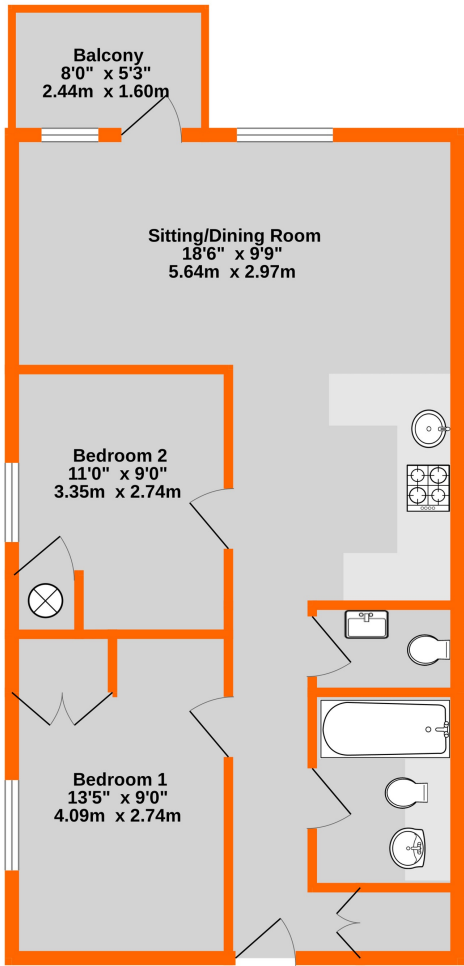 Balcony
8'0" x 5'3"
2.44m x 1.60m
Sitting/Dining Room
18'6" x 9'9"
5.64m x 2.97m
Bedroom 2
11'0" x 9'0"
3.35m x 2.74m
Bedroom 1
13'5" x 9'0"
4.09m x 2.74m